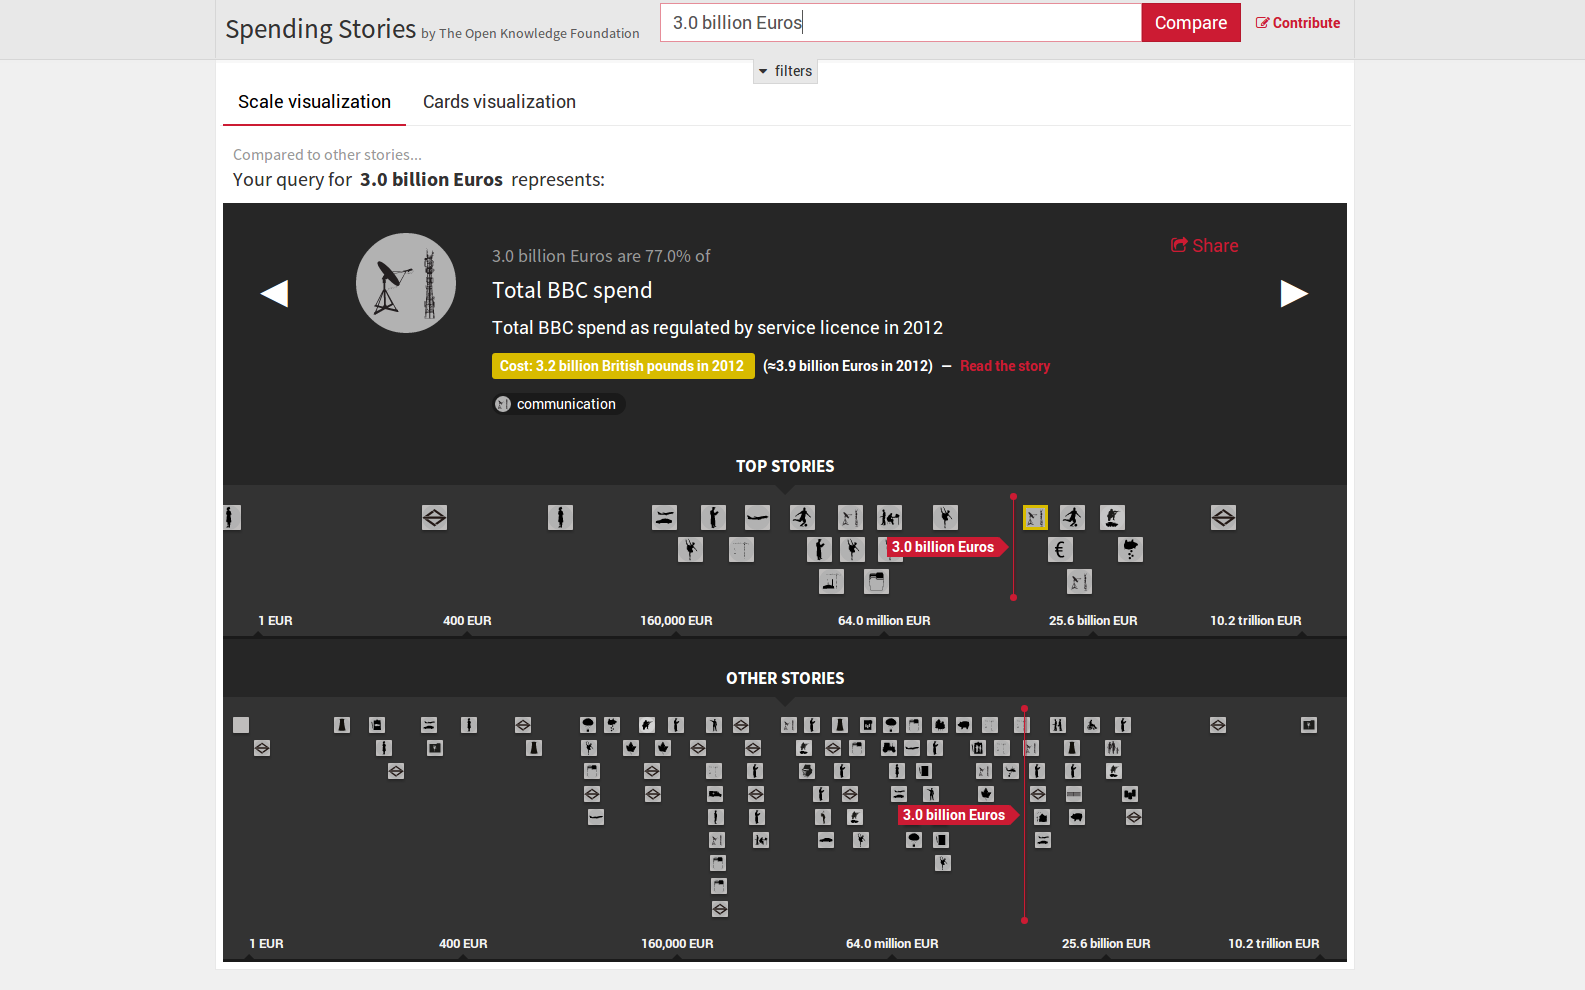 Spending Stories by The Open Knowledge Foundation
3.0 billion Euros
Compare
Contribute
filters
Scale visualization
Cards visualization
Compared to other stories...
Your query for 3.0 billion Euros represents:
Share
3.0 billion Euros are 77.0% of
Total BBC spend
Total BBC spend as regulated by service licence in 2012
Cost: 3.2 billion British pounds in 2012 (≈3.9 billion Euros in 2012) — Read the story
communication
TOP STORIES
€
3.0 billion Euros
1 EUR 400 EUR 160,000 EUR 64.0 million EUR 25.6 billion EUR 10.2 trillion EUR
OTHER STORIES
3.0 billion Euros
1 EUR 400 EUR 160,000 EUR 64.0 million EUR 25.6 billion EUR 10.2 trillion EUR